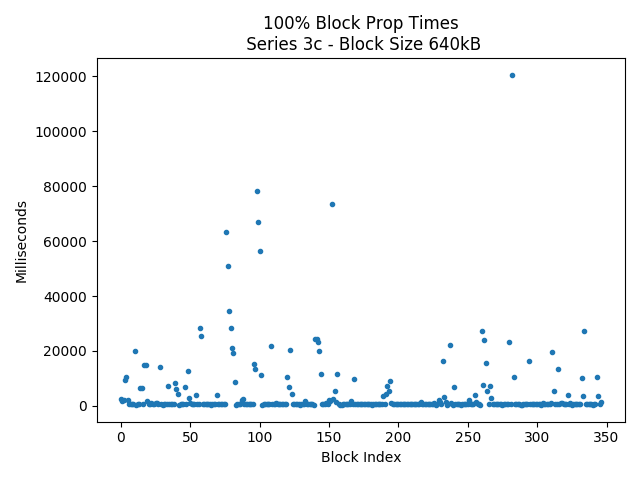 100% Block Prop Times
Series 3c - Block Size 640kB
120000
100000
80000
60000
40000
20000
0
Milliseconds
0 50 100 150 200 250 300 350
Block Index